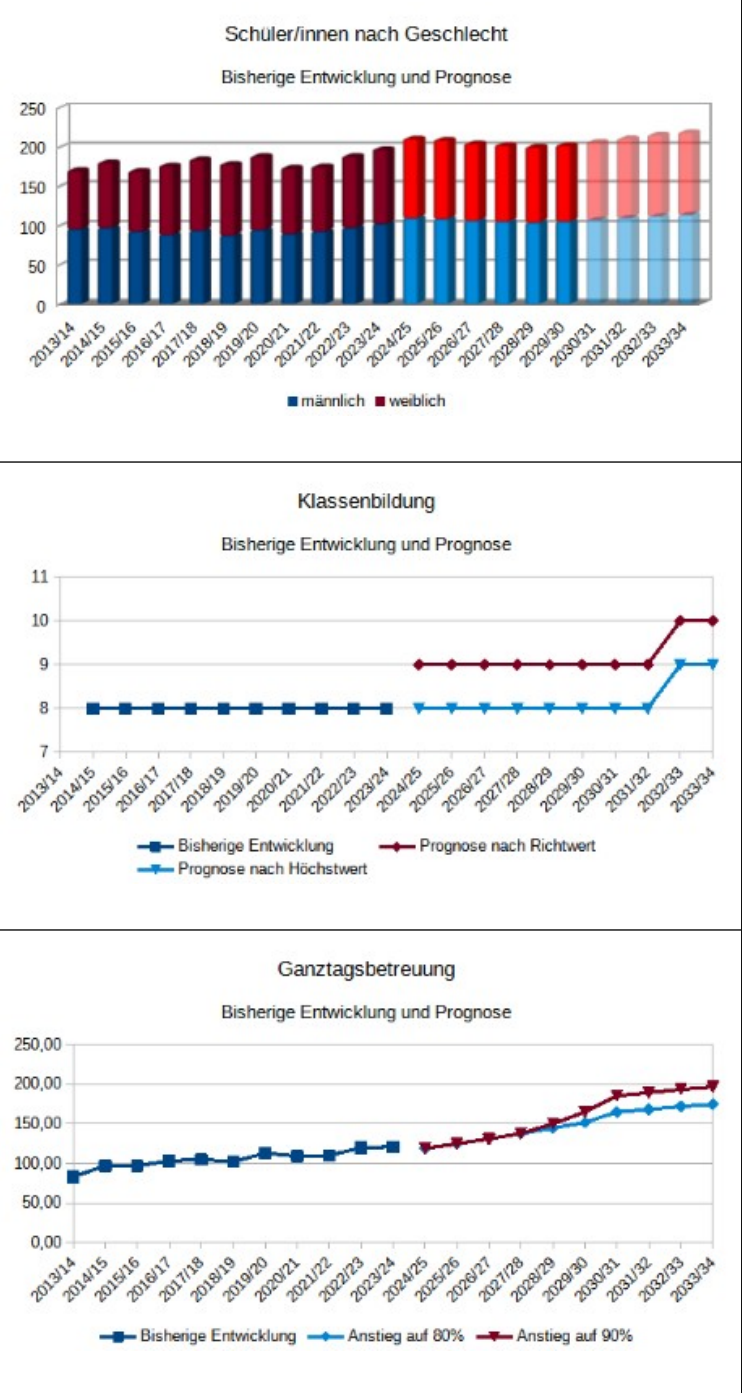 Schüler/innen nach Geschlecht
Bisherige Entwicklung und Prognose
250
200
150
100
50
0
2013/14 2014/15 2015/16 2016/17 2017/18 2018/19 2019/20 2020/21 2021/22 2022/23 2023/24 2024/25 2025/26 2026/27 2027/28 2028/29 2029/30 2030/31 2031/32 2032/33 2033/34
männlich weiblich
Klassenbildung
Bisherige Entwicklung und Prognose
11
10
9
8
7
2013/14 2014/15 2015/16 2016/17 2017/18 2018/19 2019/20 2020/21 2021/22 2022/23 2023/24 2024/25 2025/26 2026/27 2027/28 2028/29 2029/30 2030/31 2031/32 2032/33 2033/34
Bisherige Entwicklung Prognose nach Richtwert
Prognose nach Höchstwert
Ganztagsbetreuung
Bisherige Entwicklung und Prognose
250,00
200,00
150,00
100,00
50,00
0,00
2013/14 2014/15 2015/16 2016/17 2017/18 2018/19 2019/20 2020/21 2021/22 2022/23 2023/24 2024/25 2025/26 2026/27 2027/28 2028/29 2029/30 2030/31 2031/32 2032/33 2033/34
Bisherige Entwicklung Anstieg auf 80% Anstieg auf 90%